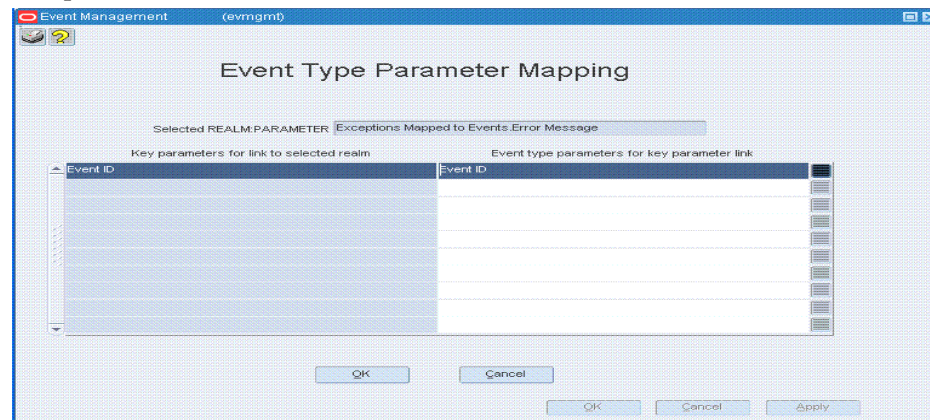 Event Management (evmgmt)
Event Type Parameter Mapping
Selected REALM:PARAMETER Exceptions Mapped to Events.Error Message
Key parameters for link to selected realm Event type parameters for key parameter link
Event ID Event ID
OK Cancel
OK Cancel Apply